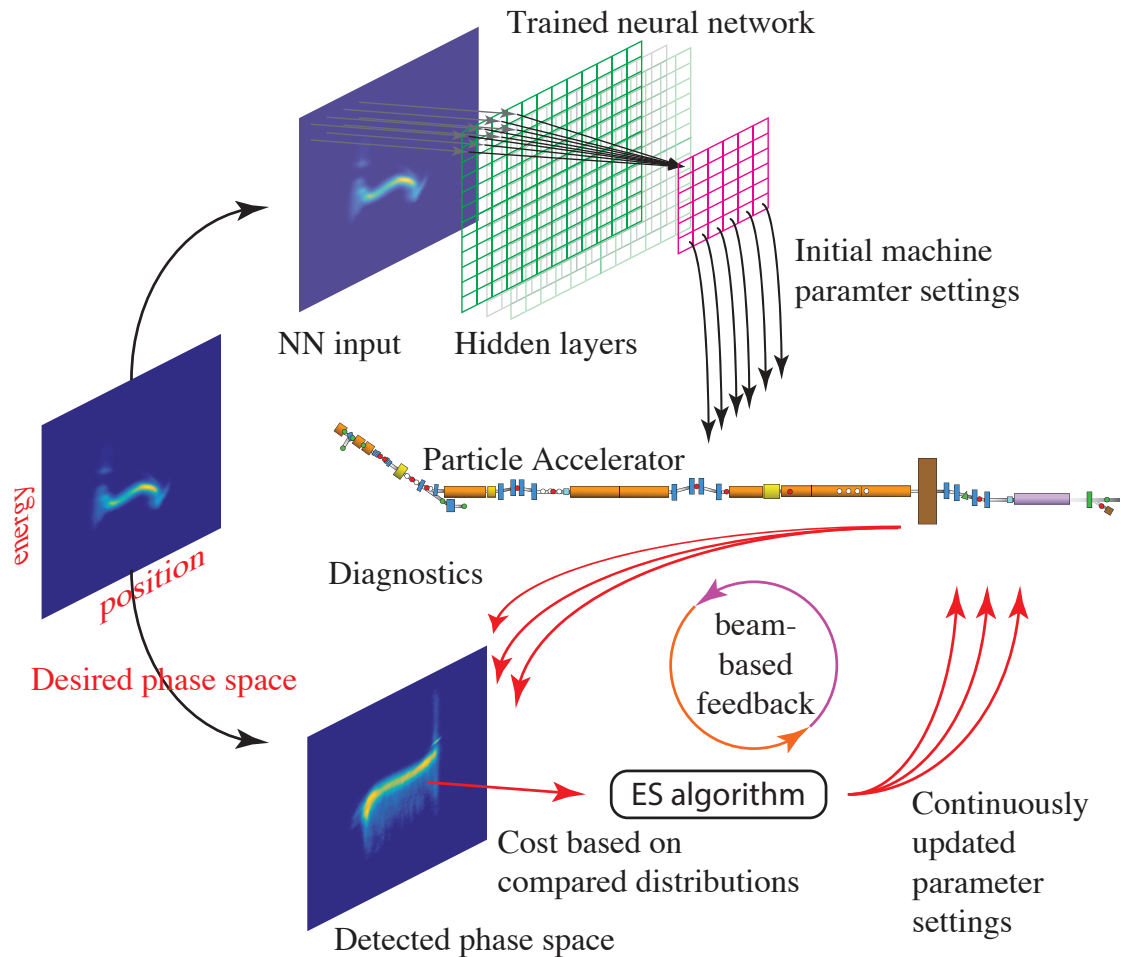 Trained neural network
Initial machine
paramter settings
NN input
Hidden layers
Particle Accelerator
energy
position
Desired phase space
Diagnostics
beam-
based
feedback
ES algorithm
Cost based on
compared distributions
Continuously
updated
parameter
settings
Detected phase space